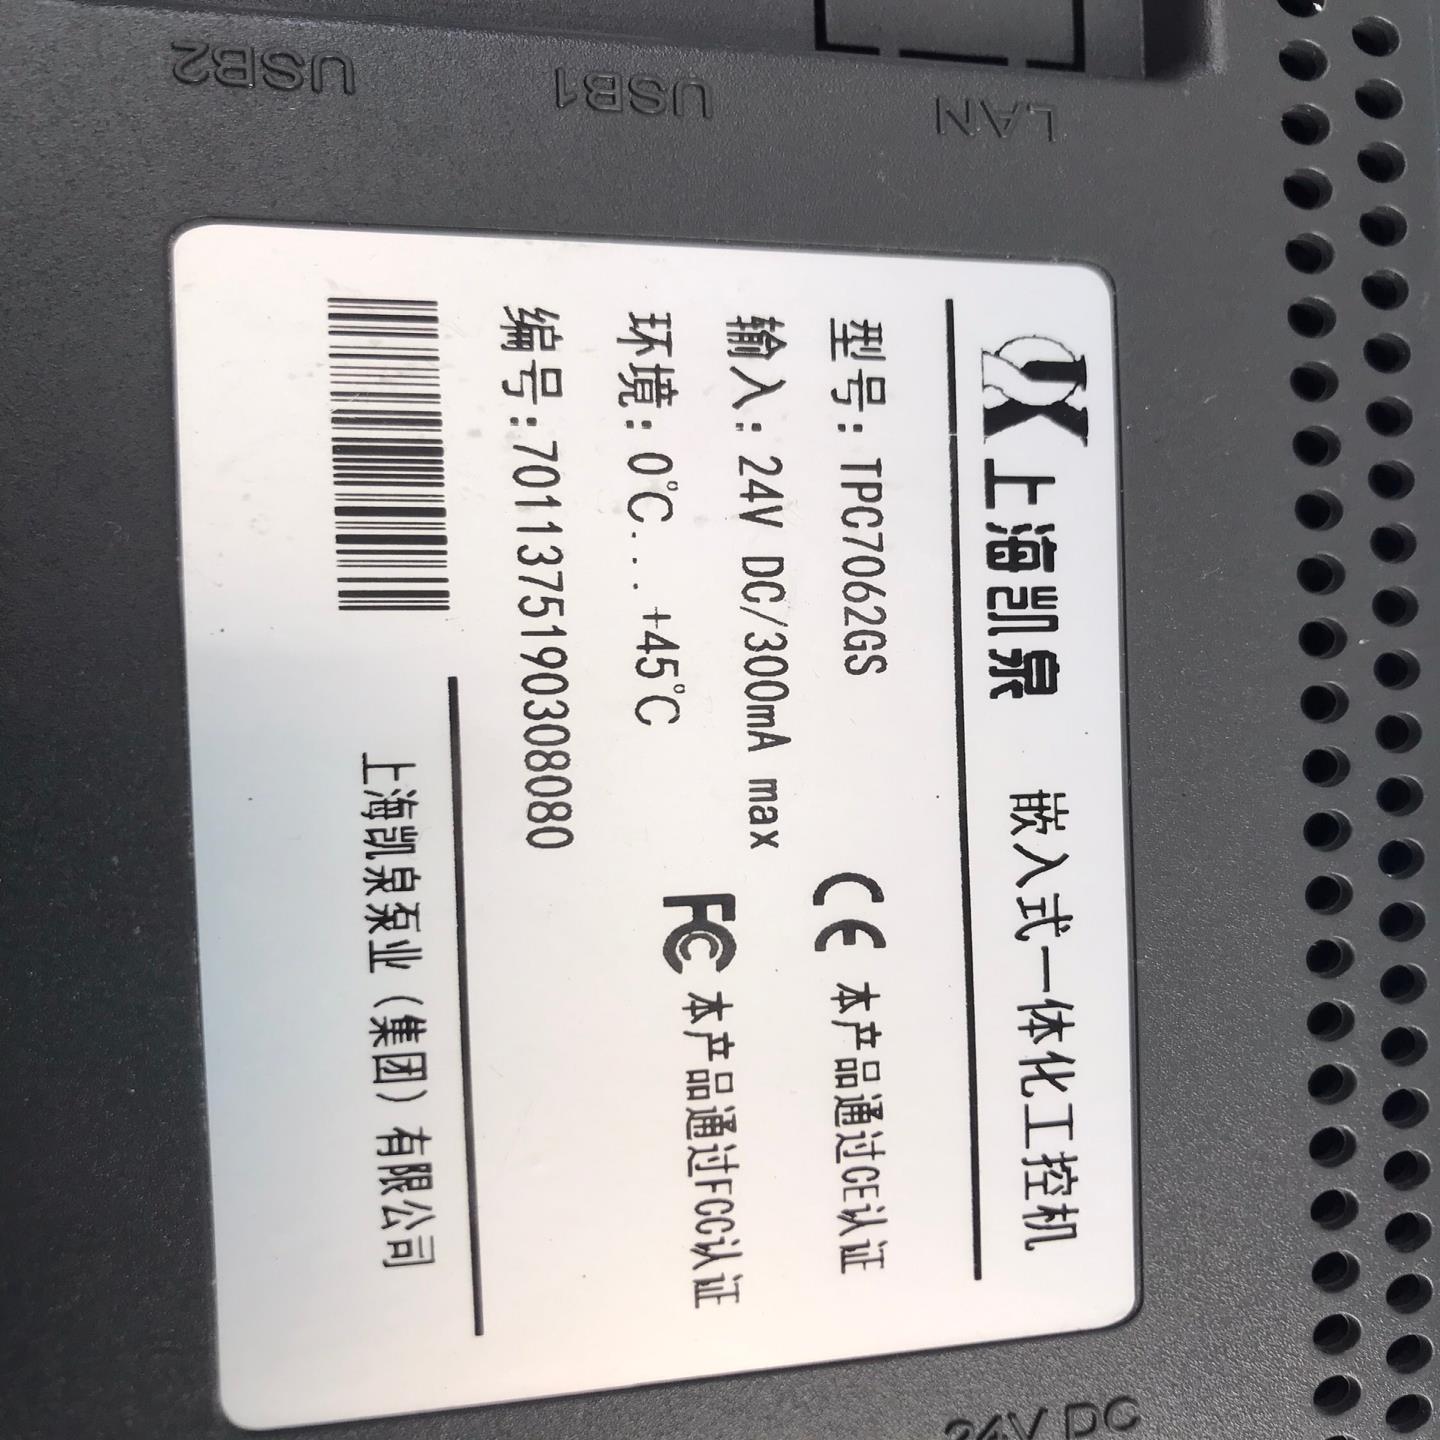 USB2
USB1
LAN
上海凯泉 嵌入式一体化工控机
型号: TPC7062GS
输入: 24V DC/300mA max
环境: 0℃...+45℃
编号:7011375190308080
CE 本产品通过CE认证
FC 本产品通过FCC认证
上海凯泉泵业(集团)有限公司
24V DC